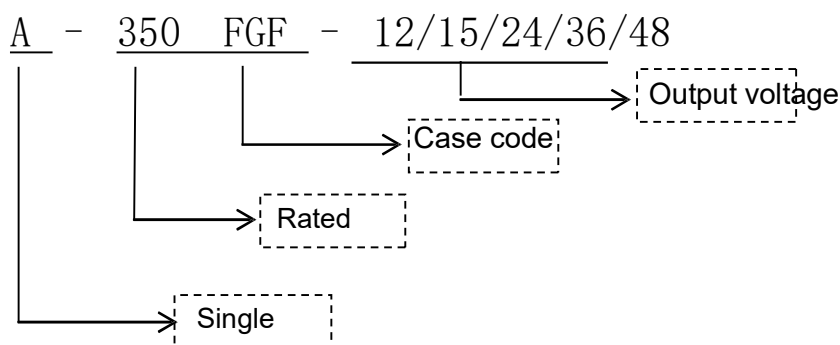 A - 350 FGF - 12/15/24/36/48
Output voltage
Case code
Rated
Single